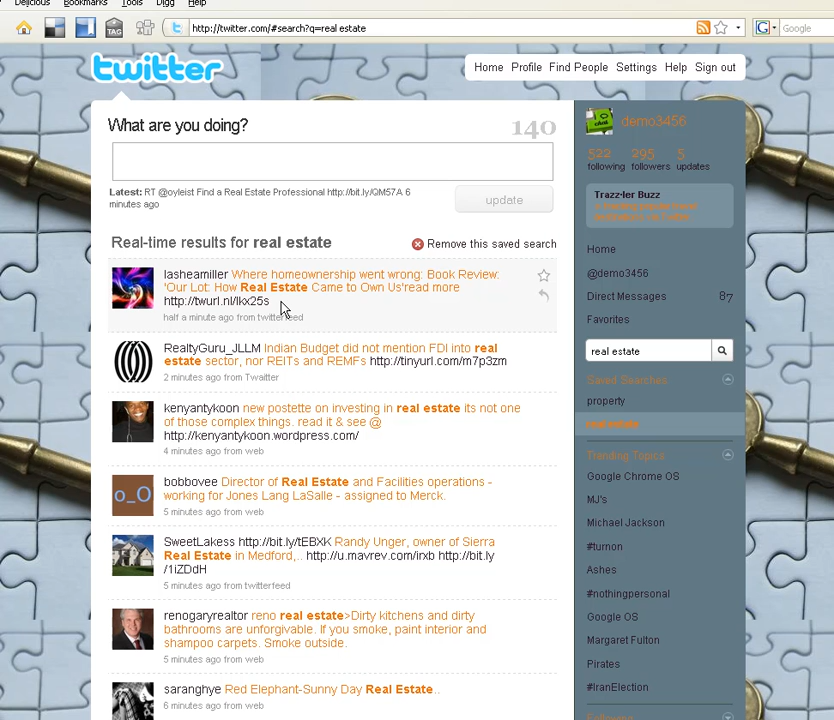 Delicious Bookmarks Tools Digg Help
TAG
http://twitter.com/#search?q=real estate
G Google
twitter
Home Profile Find People Settings Help Sign out
What are you doing?
140
Latest: RT @oyleist Find a Real Estate Professional http://bit.ly/QM57A 6
minutes ago
update
Real-time results for real estate
Remove this saved search
lasheamiller Where homeownership went wrong: Book Review:
'Our Lot: How Real Estate Came to Own Us'read more
http://twurl.nl/lkx25s
half a minute ago from twitterfeed
RealtyGuru_JLLM Indian Budget did not mention FDI into real
estate sector, nor REITs and REMFs http://tinyurl.com/m7p3zm
2 minutes ago from Twaitter
kenyantykoon new postette on investing in real estate its not one
of those complex things. read it & see @
http://kenyantykoon.wordpress.com/
4 minutes ago from web
o_O
bobbovee Director of Real Estate and Facilities operations -
working for Jones Lang LaSalle - assigned to Merck.
5 minutes ago from web
SweetLakess http://bit.ly/tEBXK Randy Unger, owner of Sierra
Real Estate in Medford,.. http://u.mavrev.com/irxb http://bit.ly
/1iZDdH
5 minutes ago from twitterfeed
renogaryrealtor reno real estate>Dirty kitchens and dirty
bathrooms are unforgivable. If you smoke, paint interior and
shampoo carpets. Smoke outside.
5 minutes ago from web
saranghye Red Elephant-Sunny Day Real Estate..
6 minutes ago from web
demo3456
522 295 5
following followers updates
Trazzler Buzz
Home
@demo3456
Direct Messages 87
Favorites
real estate
Saved Searches
property
real estate
Trending Topics
Google Chrome OS
MJ's
Michael Jackson
#turnon
Ashes
#nothingpersonal
Google OS
Margaret Fulton
Pirates
#IranElection